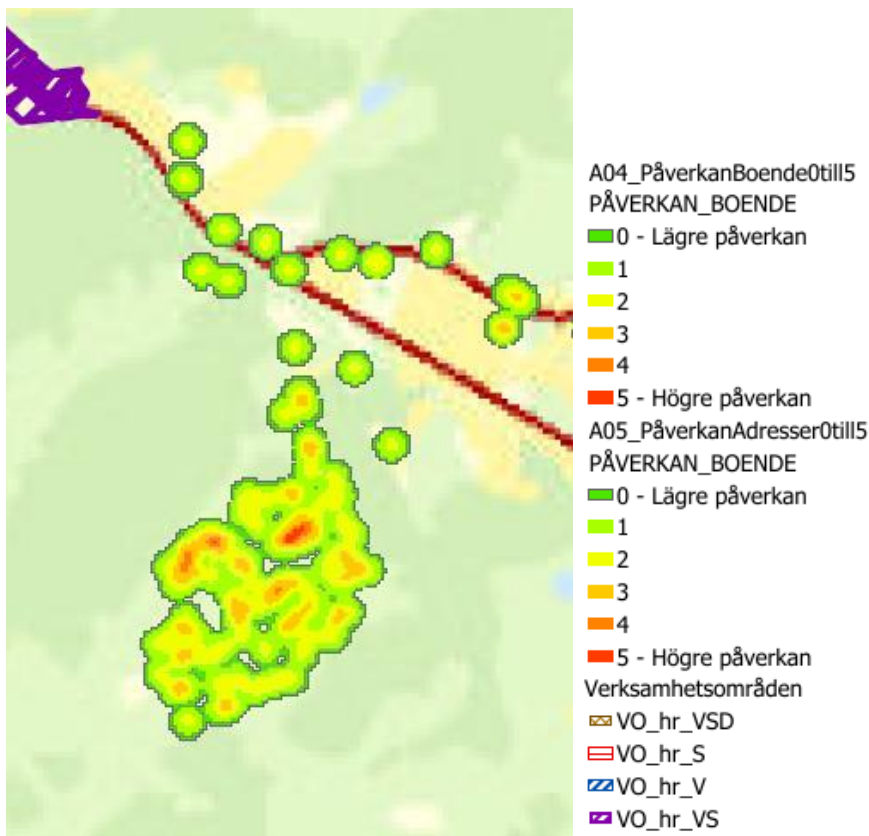 A04_PåverkanBoende0till5
PÅVERKAN_BOENDE
0 - Lägre påverkan
1
2
3
4
5 - Högre påverkan
A05_PåverkanAdresser0till5
PÅVERKAN_BOENDE
0 - Lägre påverkan
1
2
3
4
5 - Högre påverkan
Verksamhetsområden
VO_hr_VSD
VO_hr_S
VO_hr_V
VO_hr_VS